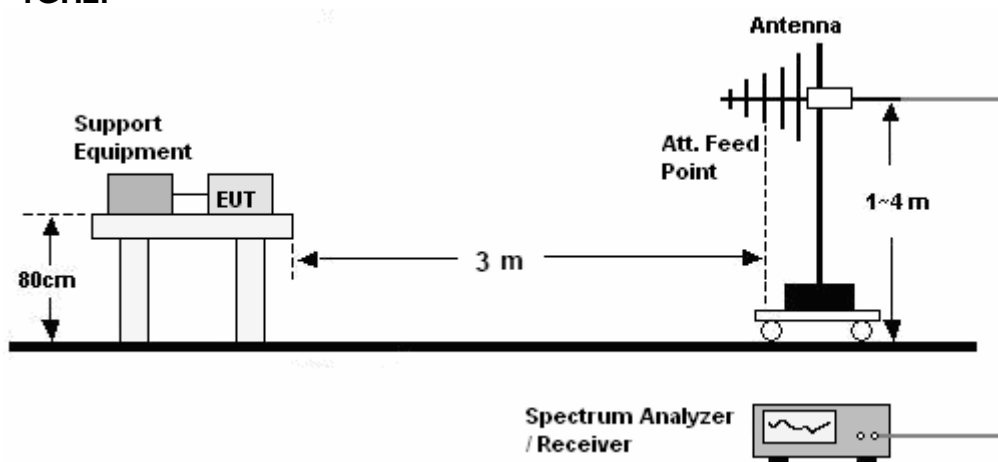 Antenna
Support
Equipment
EUT
Att. Feed
Point
1~4 m
80cm
3 m
Spectrum Analyzer
/ Receiver